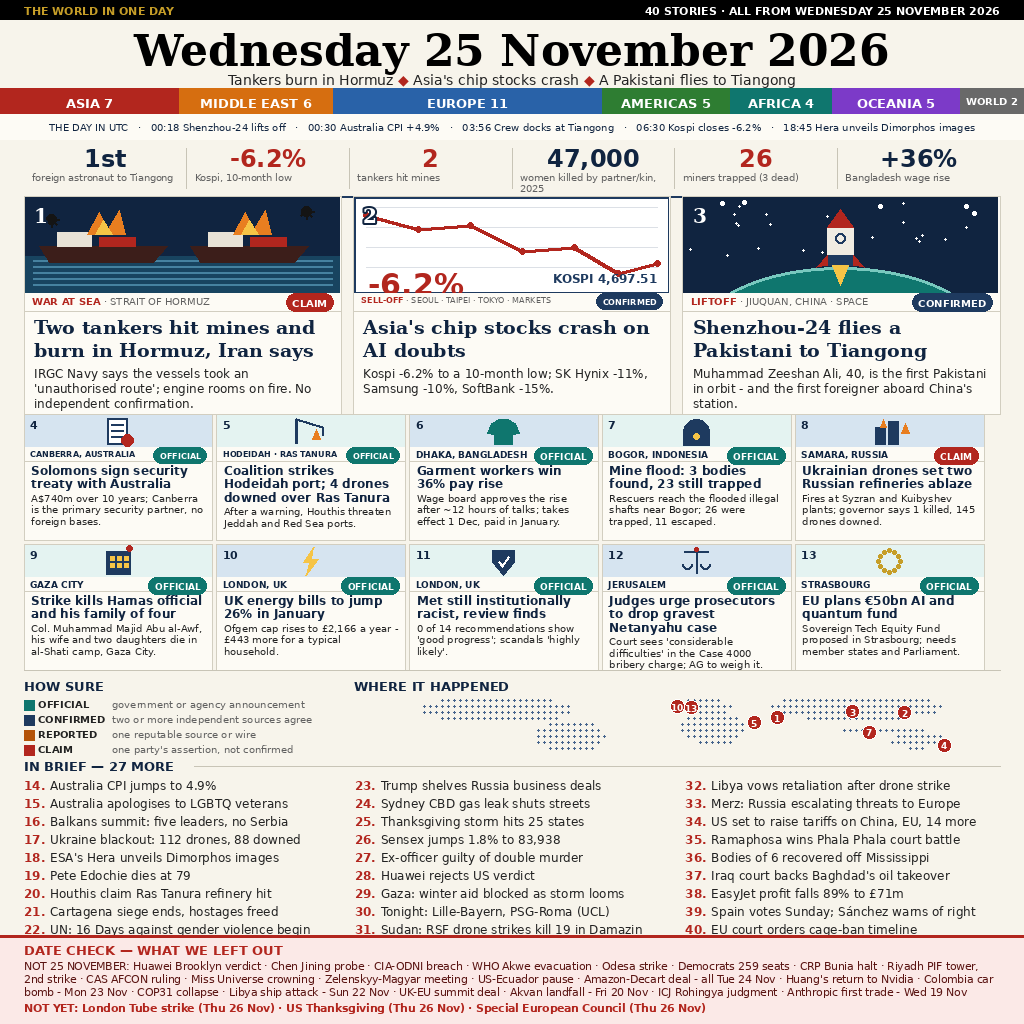 THE WORLD IN ONE DAY
40 STORIES · ALL FROM WEDNESDAY 25 NOVEMBER 2026
Wednesday 25 November 2026
Tankers burn in Hormuz ◆ Asia's chip stocks crash ◆ A Pakistani flies to Tiangong
ASIA 7
MIDDLE EAST 6
EUROPE 11
AMERICAS 5
AFRICA 4
OCEANIA 5
WORLD 2
THE DAY IN UTC · 00:18 Shenzhou-24 lifts off · 00:30 Australia CPI +4.9% · 03:56 Crew docks at Tiangong · 06:30 Kospi closes -6.2% · 18:45 Hera unveils Dimorphos images
1st
foreign astronaut to Tiangong
-6.2%
Kospi, 10-month low
2
tankers hit mines
47,000
women killed by partner/kin,
2025
26
miners trapped (3 dead)
+36%
Bangladesh wage rise
1
WAR AT SEA · STRAIT OF HORMUZ
CLAIM
Two tankers hit mines and
burn in Hormuz, Iran says
IRGC Navy says the vessels took an
'unauthorised route'; engine rooms on fire. No
independent confirmation.
2
-6.2%
KOSPI 4,697.51
SELL-OFF · SEOUL · TAIPEI · TOKYO · MARKETS
CONFIRMED
Asia's chip stocks crash on
AI doubts
Kospi -6.2% to a 10-month low; SK Hynix -11%,
Samsung -10%, SoftBank -15%.
3
LIFTOFF · JIUQUAN, CHINA · SPACE
CONFIRMED
Shenzhou-24 flies a
Pakistani to Tiangong
Muhammad Zeeshan Ali, 40, is the first Pakistani
in orbit - and the first foreigner aboard China's
station.
4
CANBERRA, AUSTRALIA
OFFICIAL
Solomons sign security
treaty with Australia
A$740m over 10 years; Canberra
is the primary security partner, no
foreign bases.
5
HODEIDAH · RAS TANURA
OFFICIAL
Coalition strikes
Hodeidah port; 4 drones
downed over Ras Tanura
After a warning, Houthis threaten
Jeddah and Red Sea ports.
6
DHAKA, BANGLADESH
OFFICIAL
Garment workers win
36% pay rise
Wage board approves the rise
after ~12 hours of talks; takes
effect 1 Dec, paid in January.
7
BOGOR, INDONESIA
OFFICIAL
Mine flood: 3 bodies
found, 23 still trapped
Rescuers reach the flooded illegal
shafts near Bogor; 26 were
trapped, 11 escaped.
8
SAMARA, RUSSIA
CLAIM
Ukrainian drones set two
Russian refineries ablaze
Fires at Syzran and Kuibyshev
plants; governor says 1 killed, 145
drones downed.
9
GAZA CITY
OFFICIAL
Strike kills Hamas official
and his family of four
Col. Muhammad Majid Abu al-Awf,
his wife and two daughters die in
al-Shati camp, Gaza City.
10
LONDON, UK
OFFICIAL
UK energy bills to jump
26% in January
Ofgem cap rises to £2,166 a year -
£443 more for a typical
household.
11
LONDON, UK
OFFICIAL
Met still institutionally
racist, review finds
0 of 14 recommendations show
'good progress'; scandals 'highly
likely'.
12
JERUSALEM
OFFICIAL
Judges urge prosecutors
to drop gravest
Netanyahu case
Court sees 'considerable
difficulties' in the Case 4000
bribery charge; AG to weigh it.
13
STRASBOURG
OFFICIAL
EU plans €50bn AI and
quantum fund
Sovereign Tech Equity Fund
proposed in Strasbourg; needs
member states and Parliament.
HOW SURE
OFFICIAL government or agency announcement
CONFIRMED two or more independent sources agree
REPORTED one reputable source or wire
CLAIM one party's assertion, not confirmed
WHERE IT HAPPENED
10 13 5 1 3 2 7 4
IN BRIEF — 27 MORE
14. Australia CPI jumps to 4.9%
15. Australia apologises to LGBTQ veterans
16. Balkans summit: five leaders, no Serbia
17. Ukraine blackout: 112 drones, 88 downed
18. ESA's Hera unveils Dimorphos images
19. Pete Edochie dies at 79
20. Houthis claim Ras Tanura refinery hit
21. Cartagena siege ends, hostages freed
22. UN: 16 Days against gender violence begin
23. Trump shelves Russia business deals
24. Sydney CBD gas leak shuts streets
25. Thanksgiving storm hits 25 states
26. Sensex jumps 1.8% to 83,938
27. Ex-officer guilty of double murder
28. Huawei rejects US verdict
29. Gaza: winter aid blocked as storm looms
30. Tonight: Lille-Bayern, PSG-Roma (UCL)
31. Sudan: RSF drone strikes kill 19 in Damazin
32. Libya vows retaliation after drone strike
33. Merz: Russia escalating threats to Europe
34. US set to raise tariffs on China, EU, 14 more
35. Ramaphosa wins Phala Phala court battle
36. Bodies of 6 recovered off Mississippi
37. Iraq court backs Baghdad's oil takeover
38. EasyJet profit falls 89% to £71m
39. Spain votes Sunday; Sánchez warns of right
40. EU court orders cage-ban timeline
DATE CHECK — WHAT WE LEFT OUT
NOT 25 NOVEMBER: Huawei Brooklyn verdict · Chen Jining probe · CIA-ODNI breach · WHO Akwe evacuation · Odesa strike · Democrats 259 seats · CRP Bunia halt · Riyadh PIF tower,
2nd strike · CAS AFCON ruling · Miss Universe crowning · Zelenskyy-Magyar meeting · US-Ecuador pause · Amazon-Decart deal - all Tue 24 Nov · Huang's return to Nvidia · Colombia car
bomb - Mon 23 Nov · COP31 collapse · Libya ship attack - Sun 22 Nov · UK-EU summit deal · Akvan landfall - Fri 20 Nov · ICJ Rohingya judgment · Anthropic first trade - Wed 19 Nov
NOT YET: London Tube strike (Thu 26 Nov) · US Thanksgiving (Thu 26 Nov) · Special European Council (Thu 26 Nov)